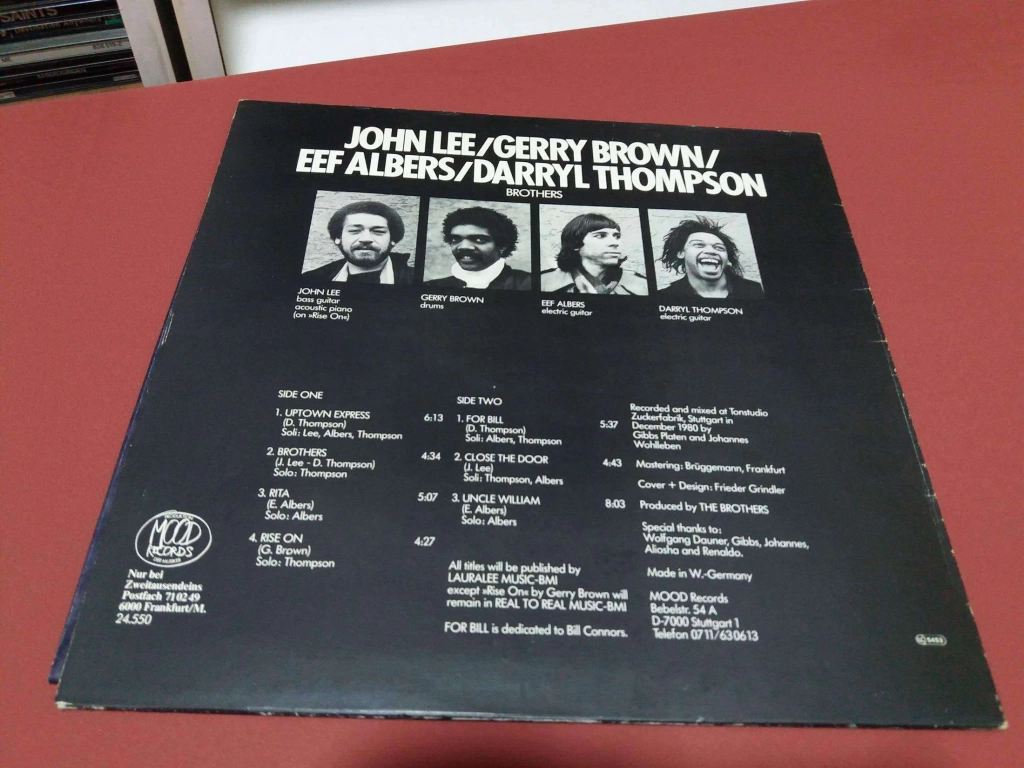 SAINTS
JOHN LEE/GERRY BROWN/
EEF ALBERS/DARRYL THOMPSON
BROTHERS
JOHN LEE
bass guitar
acoustic piano
(on »Rise On«)
GERRY BROWN
drums
EEF ALBERS
electric guitar
DARRYL THOMPSON
electric guitar
SIDE ONE
1. UPTOWN EXPRESS 6:13
(D. Thompson)
Soli: Lee, Albers, Thompson
2. BROTHERS 4:34
(J. Lee - D. Thompson)
Solo: Thompson
3. RITA 5:07
(E. Albers)
Solo: Albers
4. RISE ON 4:27
(G. Brown)
Solo: Thompson
SIDE TWO
1. FOR BILL 5:37
(D. Thompson)
Soli: Albers, Thompson
2. CLOSE THE DOOR 4:43
(J. Lee)
Soli: Thompson, Albers
3. UNCLE WILLIAM 8:03
(E. Albers)
Solo: Albers
All titles will be published by
LAURALEE MUSIC-BMI
except »Rise On« by Gerry Brown will
remain in REAL TO REAL MUSIC-BMI
FOR BILL is dedicated to Bill Connors.
Recorded and mixed at Tonstudio
Zuckerfabrik, Stuttgart in
December 1980 by
Gibbs Platen and Johannes
Wohlleben
Mastering: Brüggemann, Frankfurt
Cover + Design: Frieder Grindler
Produced by THE BROTHERS
Special thanks to:
Wolfgang Dauner, Gibbs, Johannes,
Aliosha and Renaldo.
Made in W.-Germany
MOOD Records
Bebelstr. 54 A
D-7000 Stuttgart 1
Telefon 0711/630613
MOOD
RECORDS
Nur bei
Zweitausendeins
Postfach 710249
6000 Frankfurt/M.
24.550